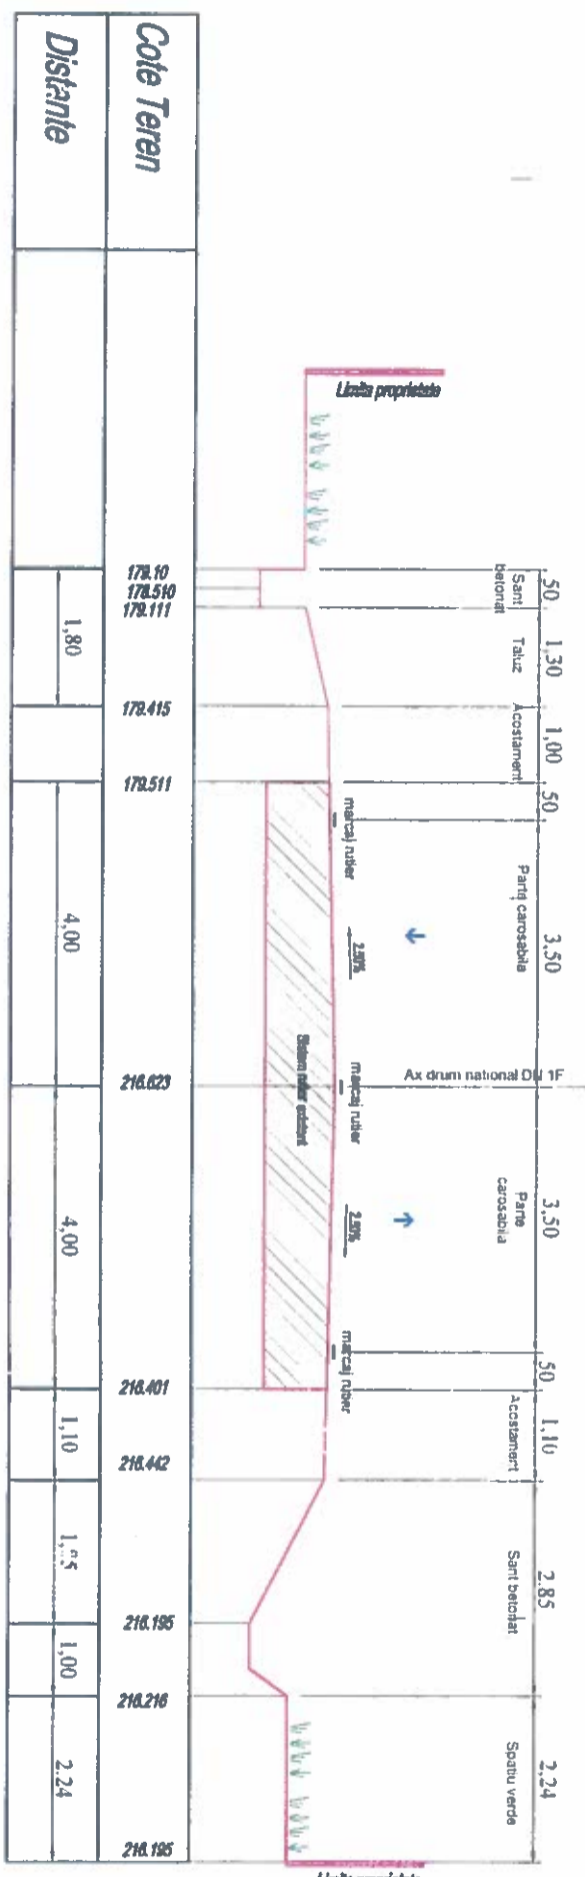 Limita proprietate
50
1,30
1,00
50
3,50
3,50
50
1,10
2.85
2,24
Sant betonat
Taluz
Acostament
Parte carosabila
Ax drum national DN 1F
Parte carosabila
Acostament
Sant betonat
Spatiu verde
marcaj rutier
2.50%
marcaj rutier
2.50%
marcaj rutier
Sistem rutier existent
Cote Teren
179.10
178.510
179.111
179.415
179.511
216.623
216.401
216.442
216.195
216.216
216.195
Distante
1,80
4,00
4,00
1,10
1,00
2.24